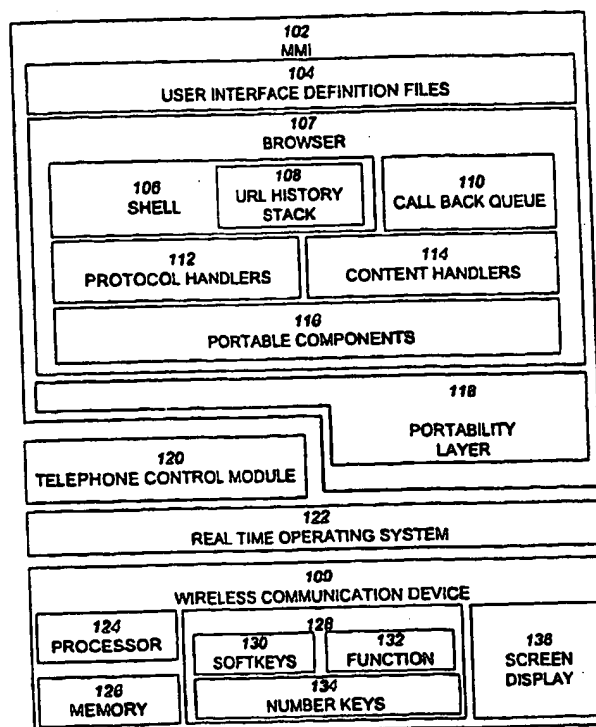 102
MMI
104
USER INTERFACE DEFINITION FILES
107
BROWSER
106
SHELL
108
URL HISTORY
STACK
110
CALL BACK QUEUE
112
PROTOCOL HANDLERS
114
CONTENT HANDLERS
116
PORTABLE COMPONENTS
118
PORTABILITY
LAYER
120
TELEPHONE CONTROL MODULE
122
REAL TIME OPERATING SYSTEM
100
WIRELESS COMMUNICATION DEVICE
124
PROCESSOR
126
MEMORY
128
130
SOFTKEYS
132
FUNCTION
134
NUMBER KEYS
136
SCREEN
DISPLAY